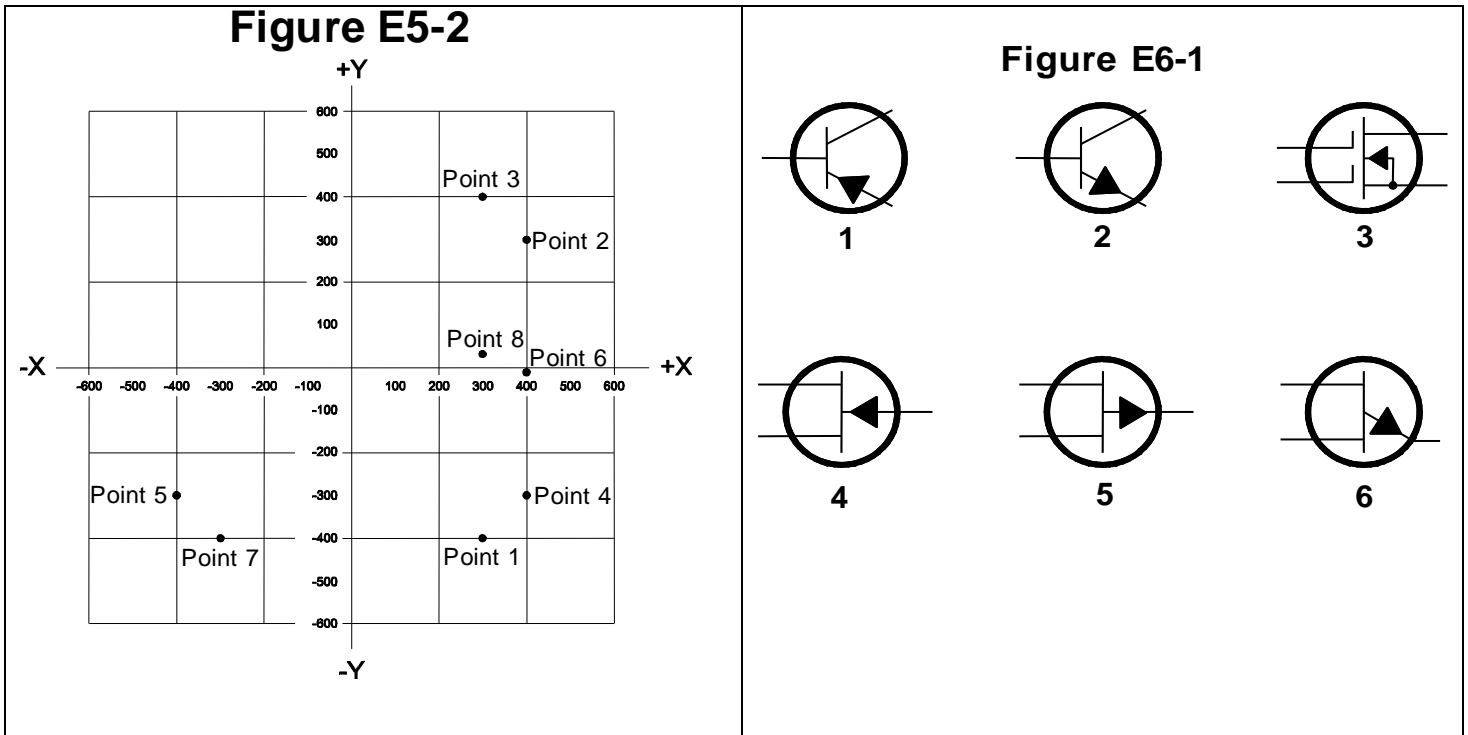 Figure E5-2
+Y
600
500
Point 3
400
300
Point 2
200
100
Point 8
Point 6
-X
+X
-600 -400 -300 -200 -100 100 200 300 400 500 600
-100
-200
Point 5
-300
Point 4
-400
Point 7
Point 1
-500
-600
-Y
Figure E6-1
1 2 3
4 5 6